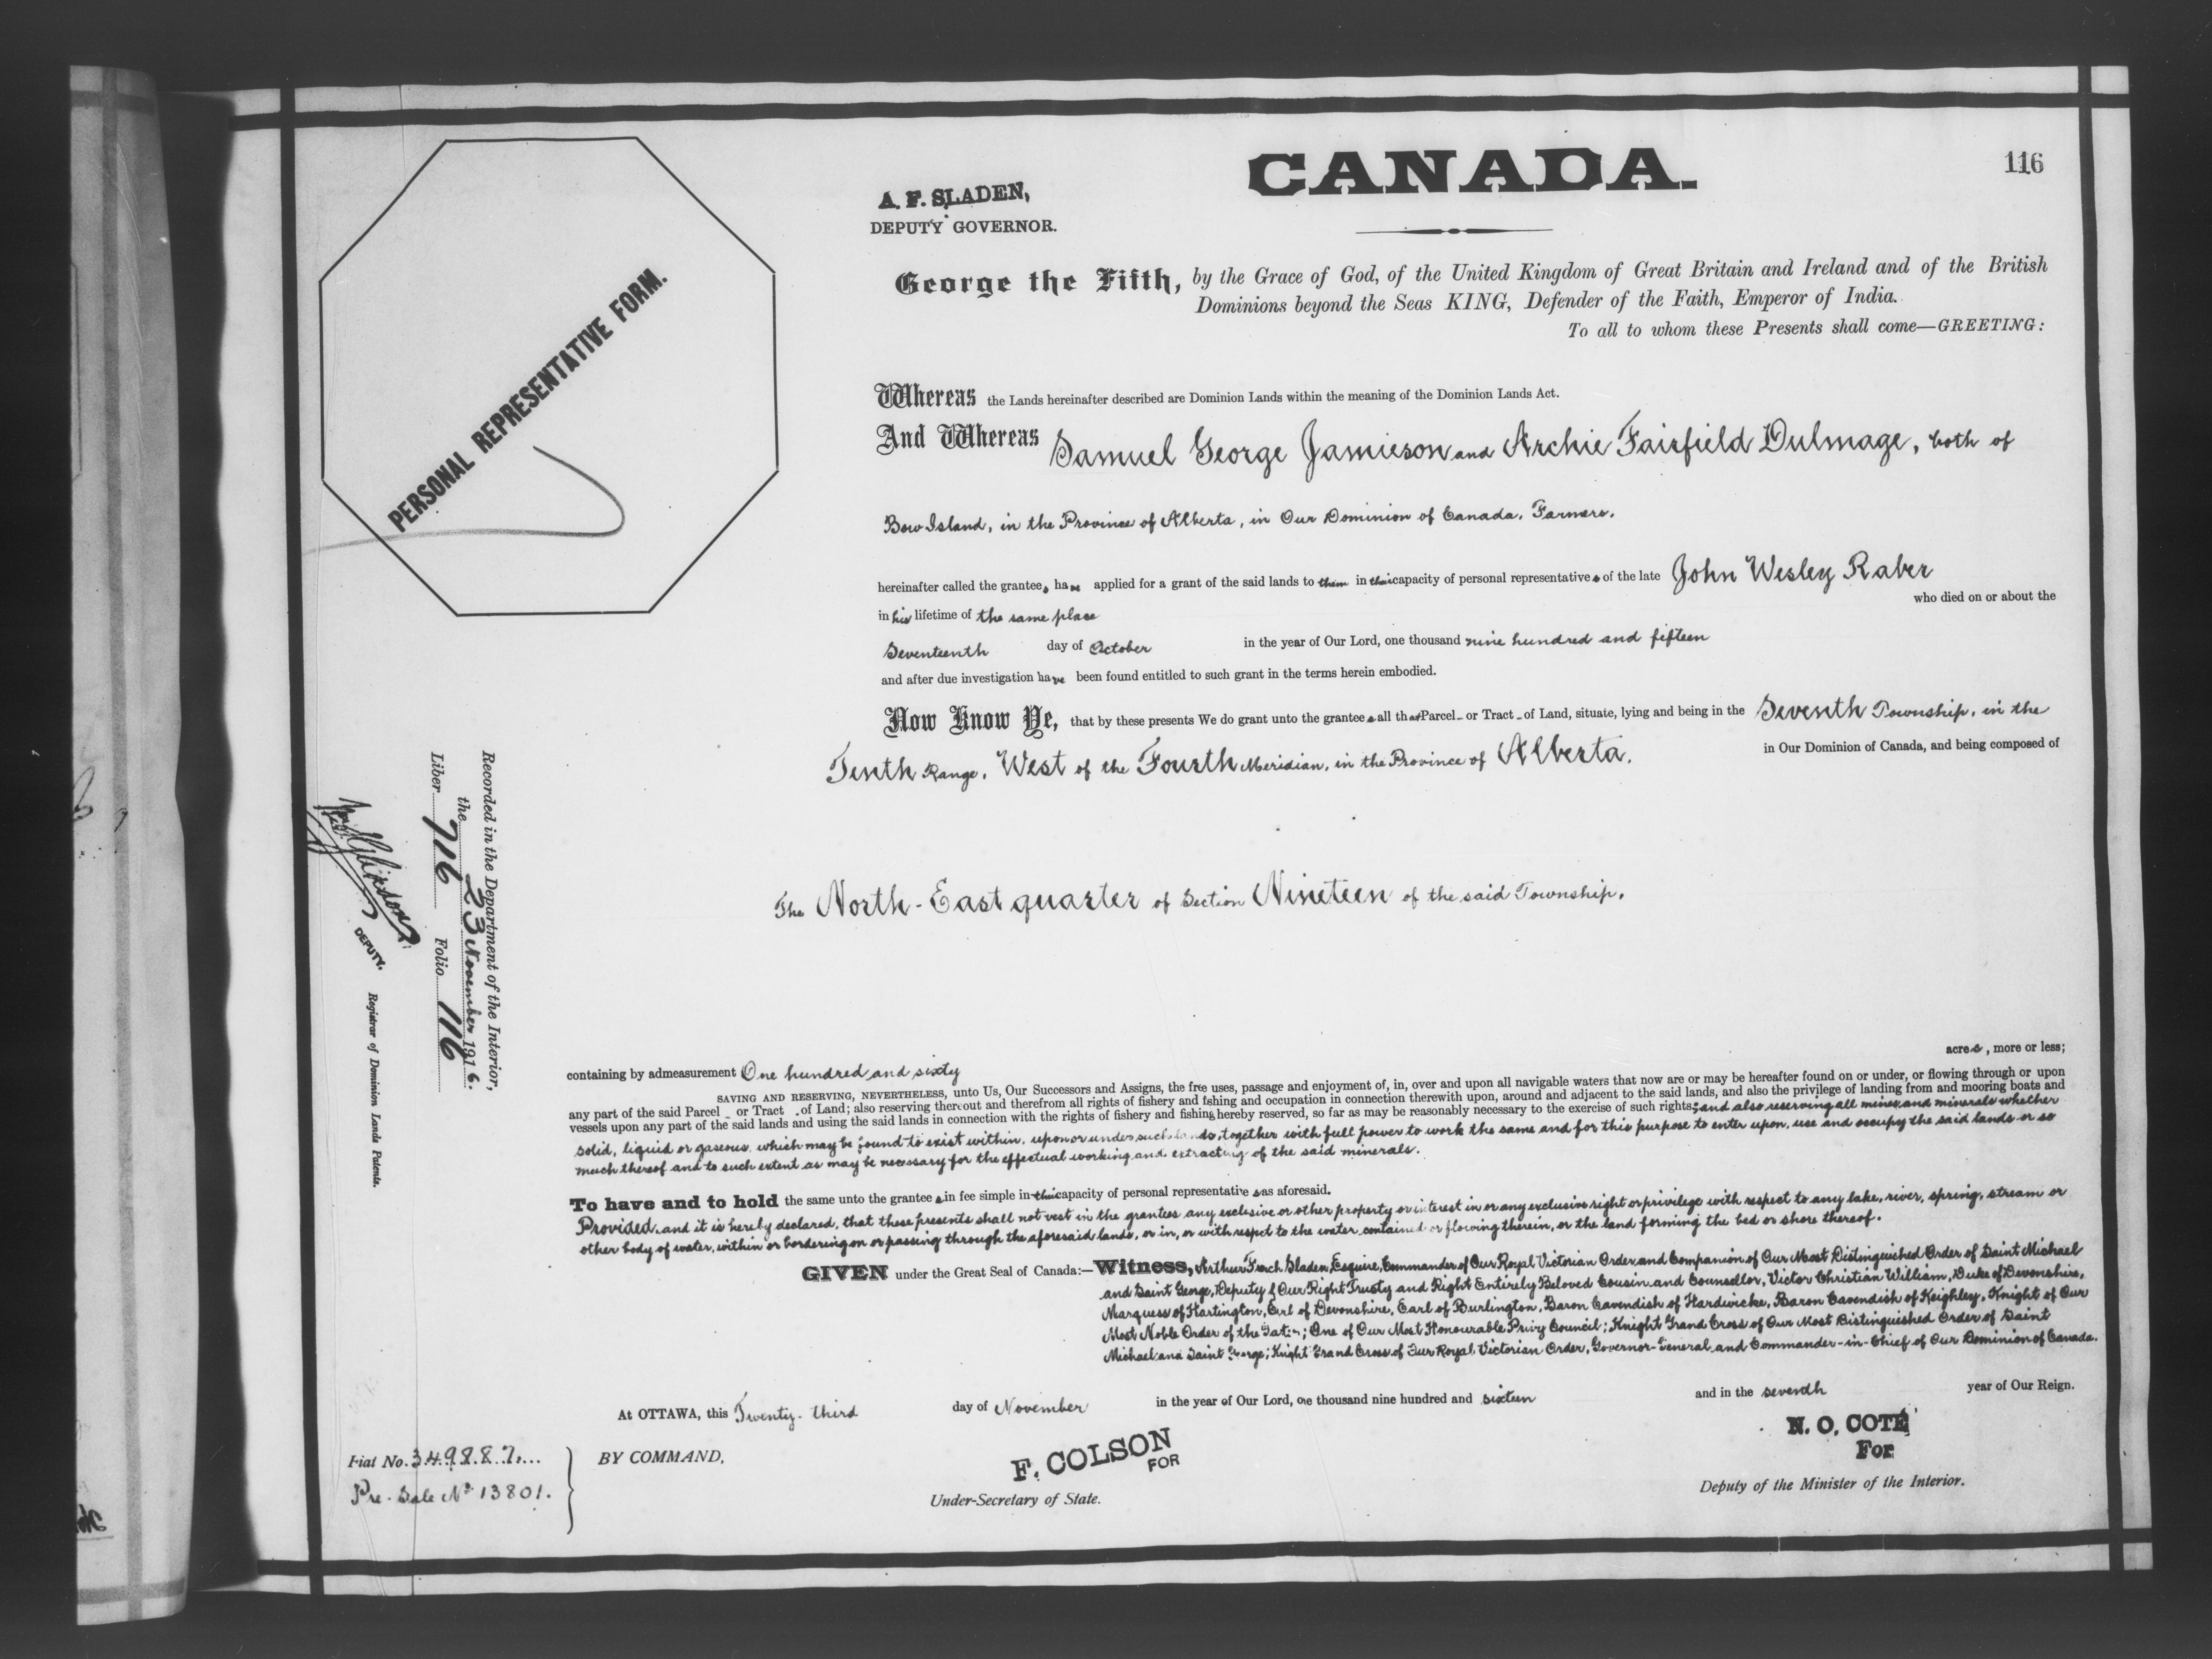 CANADA.
116
A. F. SLADEN,
DEPUTY GOVERNOR.
George the Fifth, by the Grace of God, of the United Kingdom of Great Britain and Ireland and of the British
Dominions beyond the Seas KING, Defender of the Faith, Emperor of India.
To all to whom these Presents shall come—GREETING:
PERSONAL REPRESENTATIVE FORM.
Whereas the Lands hereinafter described are Dominion Lands within the meaning of the Dominion Lands Act.
And Whereas Samuel George Jamieson and Archie Fairfield Dulmage, both of
Bow Island, in the Province of Alberta, in Our Dominion of Canada, Farmers.
hereinafter called the grantees, have applied for a grant of the said lands to them in their capacity of personal representatives of the late John Wesley Raber
in his lifetime of the same place who died on or about the
Seventeenth day of October in the year of Our Lord, one thousand nine hundred and fifteen
and after due investigation have been found entitled to such grant in the terms herein embodied.
Now Know Ye, that by these presents We do grant unto the grantees all that Parcel or Tract of Land, situate, lying and being in the Seventh Township, in the
Tenth Range, West of the Fourth Meridian, in the Province of Alberta. in Our Dominion of Canada, and being composed of
The North-East quarter of Section Nineteen of the said Township.
Recorded in the Department of the Interior,
the 23 November 1916.
Liber 716 Folio 116
DEPUTY. Registrar of Dominion Lands Patents.
acres, more or less;
containing by admeasurement One hundred and sixty
SAVING AND RESERVING, NEVERTHELESS, unto Us, Our Successors and Assigns, the free uses, passage and enjoyment of, in, over and upon all navigable waters that now are or may be hereafter found on or under, or flowing through or upon
any part of the said Parcel or Tract of Land; also reserving thereout and therefrom all rights of fishery and fishing and occupation in connection therewith upon, around and adjacent to the said lands, and also the privilege of landing from and mooring boats and
vessels upon any part of the said lands and using the said lands in connection with the rights of fishery and fishing hereby reserved, so far as may be reasonably necessary to the exercise of such rights; and also reserving all mines and minerals whether
solid, liquid or gaseous which may be found to exist within, upon or under such lands, together with full power to work the same and for this purpose to enter upon, use and occupy the said lands or so
much thereof and to such extent as may be necessary for the effectual working and extracting of the said minerals.
To have and to hold the same unto the grantees in fee simple in their capacity of personal representatives as aforesaid.
Provided, and it is hereby declared, that these presents shall not vest in the grantees any exclusive or other property or interest in or any exclusive right or privilege with respect to any lake, river, spring, stream or
other body of water, within or bordering on or passing through the aforesaid lands, or in, or with respect to the water contained or flowing therein, or the land forming the bed or shore thereof.
GIVEN under the Great Seal of Canada:—Witness, Arthur French Sladen, Esquire, Commander of Our Royal Victorian Order and Companion of Our Most Distinguished Order of Saint Michael
and Saint George, Deputy of Our Right Trusty and Right Entirely Beloved Cousin and Counsellor, Victor Christian William, Duke of Devonshire,
Marquess of Hartington, Earl of Devonshire, Earl of Burlington, Baron Cavendish of Hardwicke, Baron Cavendish of Keighley, Knight of Our
Most Noble Order of the Garter; One of Our Most Honourable Privy Council; Knight Grand Cross of Our Most Distinguished Order of Saint
Michael and Saint George; Knight Grand Cross of Our Royal Victorian Order, Governor-General and Commander-in-Chief of Our Dominion of Canada.
At OTTAWA, this Twenty-third day of November in the year of Our Lord, one thousand nine hundred and sixteen and in the seventh year of Our Reign.
Fiat No. 349887.
Pre-Sale No 13801.
BY COMMAND,
F. COLSON
FOR
Under-Secretary of State.
N. O. COTÉ
For
Deputy of the Minister of the Interior.